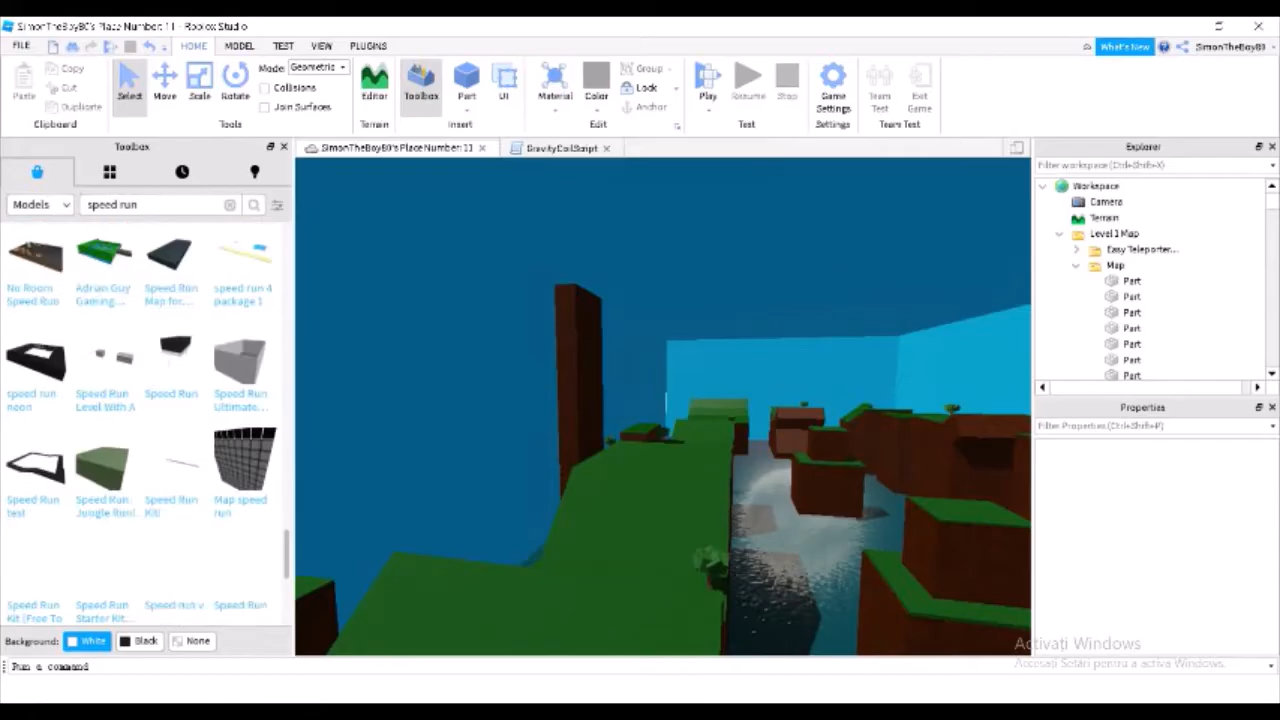 SimonTheBoyB0's Place Number: 11 - Roblox Studio
FILE HOME MODEL TEST VIEW PLUGINS What's New SimonTheBoyB0
Paste Copy Cut Duplicate Clipboard
Select Move Scale Rotate Mode: Geometric Collisions Join Surfaces Tools
Editor Terrain
Toolbox Part UI Insert
Material Color Group Lock Anchor Edit
Play Resume Stop Test
Game Settings Settings
Team Test Exit Game Team Test
Toolbox
SimonTheBoyB0's Place Number: 11 GravityCoilScript
Models speed run
No Room Speed Run
Adrian Guy Gaming...
Speed Run Map for...
speed run 4 package 1
speed run neon
Speed Run Level With A
Speed Run
Speed Run Ultimate...
Speed Run test
Speed Run Jungle Run!
Speed Run Kit!
Map speed run
Speed Run Kit (Free To
Speed Run Starter Kit...
Speed run v
Speed Run
Background: White Black None
Run a command
Explorer
Filter workspace (Ctrl+Shift+X)
Workspace
Camera
Terrain
Level 1 Map
Easy Teleporter...
Map
Part
Part
Part
Part
Part
Part
Part
Properties
Filter Properties (Ctrl+Shift+P)
Activați Windows
Accesați Setări pentru a activa Windows.